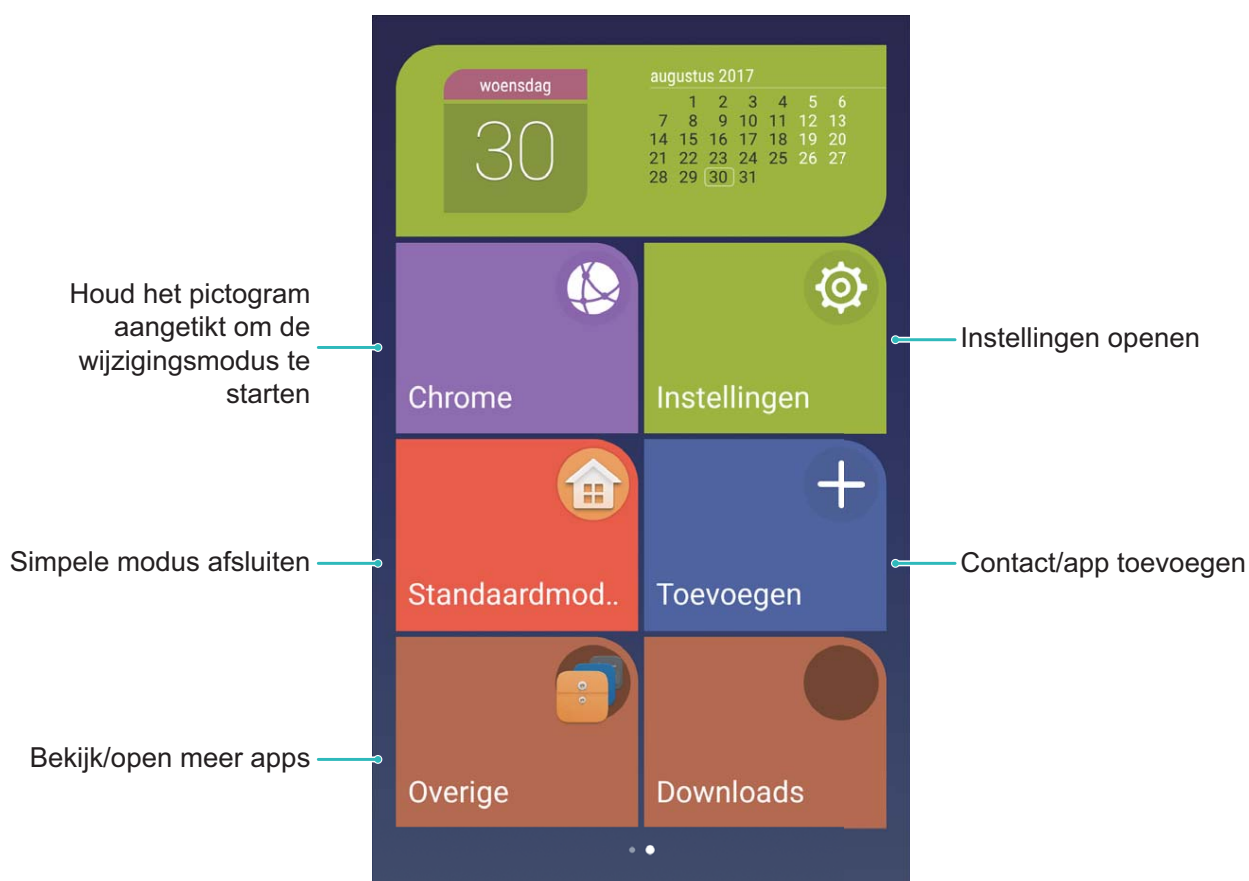 woensdag
30
augustus 2017
1 2 3 4 5 6
7 8 9 10 11 12 13
14 15 16 17 18 19 20
21 22 23 24 25 26 27
28 29 30 31
Houd het pictogram
aangetikt om de
wijzigingsmodus te
starten
Chrome
Instellingen
Instellingen openen
Simpele modus afsluiten
Standaardmod..
Toevoegen
Contact/app toevoegen
Bekijk/open meer apps
Overige
Downloads